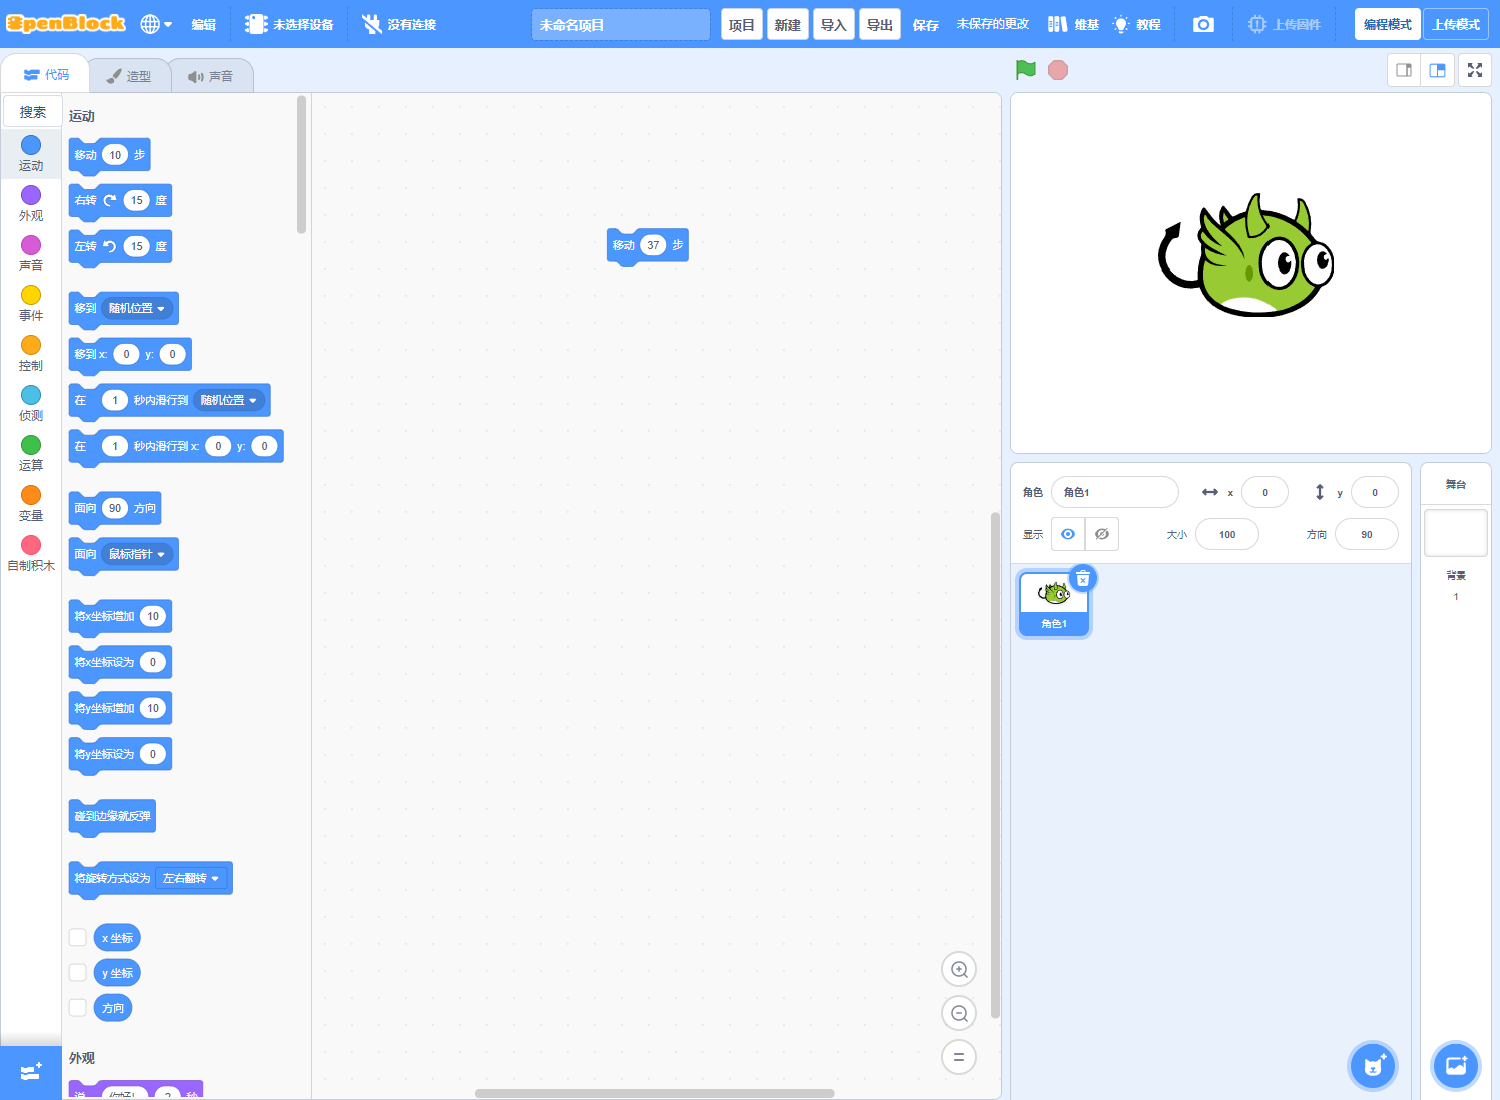 OpenBlock
编辑
未选择设备
没有连接
未命名项目
项目
新建
导入
导出
保存
未保存的更改
维基
教程
上传固件
编程模式
上传模式
代码
造型
声音
搜索
运动
外观
声音
事件
控制
侦测
运算
变量
自制积木
运动
移动 10 步
右转 15 度
左转 15 度
移到 随机位置
移到 x: 0 y: 0
在 1 秒内滑行到 随机位置
在 1 秒内滑行到 x: 0 y: 0
面向 90 方向
面向 鼠标指针
将x坐标增加 10
将x坐标设为 0
将y坐标增加 10
将y坐标设为 0
碰到边缘就反弹
将旋转方式设为 左右翻转
x 坐标
y 坐标
方向
外观
说 你好! 2 秒
移动 37 步
角色 角色1 x 0 y 0
显示 大小 100 方向 90
角色1
舞台
背景
1